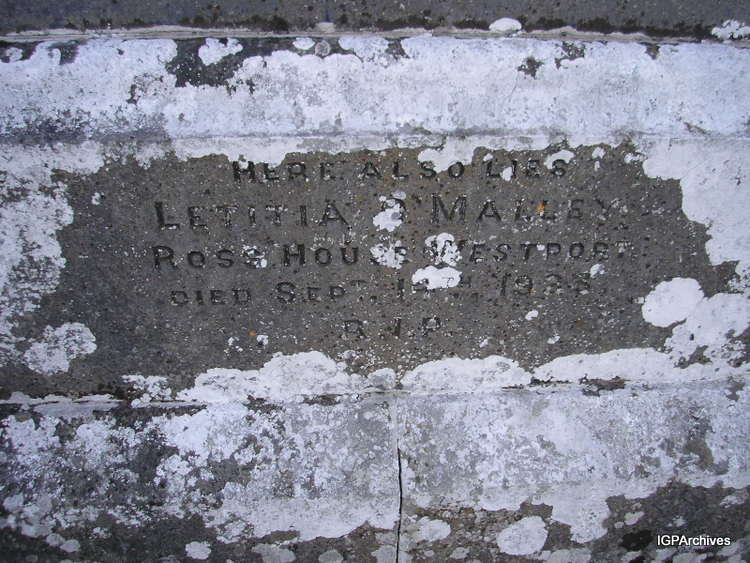 HERE ALSO LIES
LETITIA O'MALLEY
ROSS HOUSE WESTPORT
DIED SEPT.
R.I.P.
IGPArchives